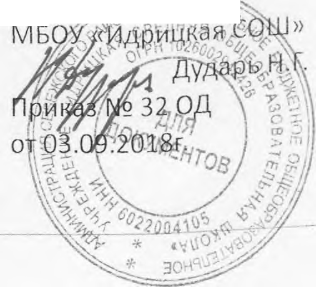 МБОУ «Идрицкая СОШ»
Дударь Н.Г.
Приказ № 32 ОД
от 03.09.2018г.
ДЛЯ
ДОКУМЕНТОВ
ИНН 6022004105